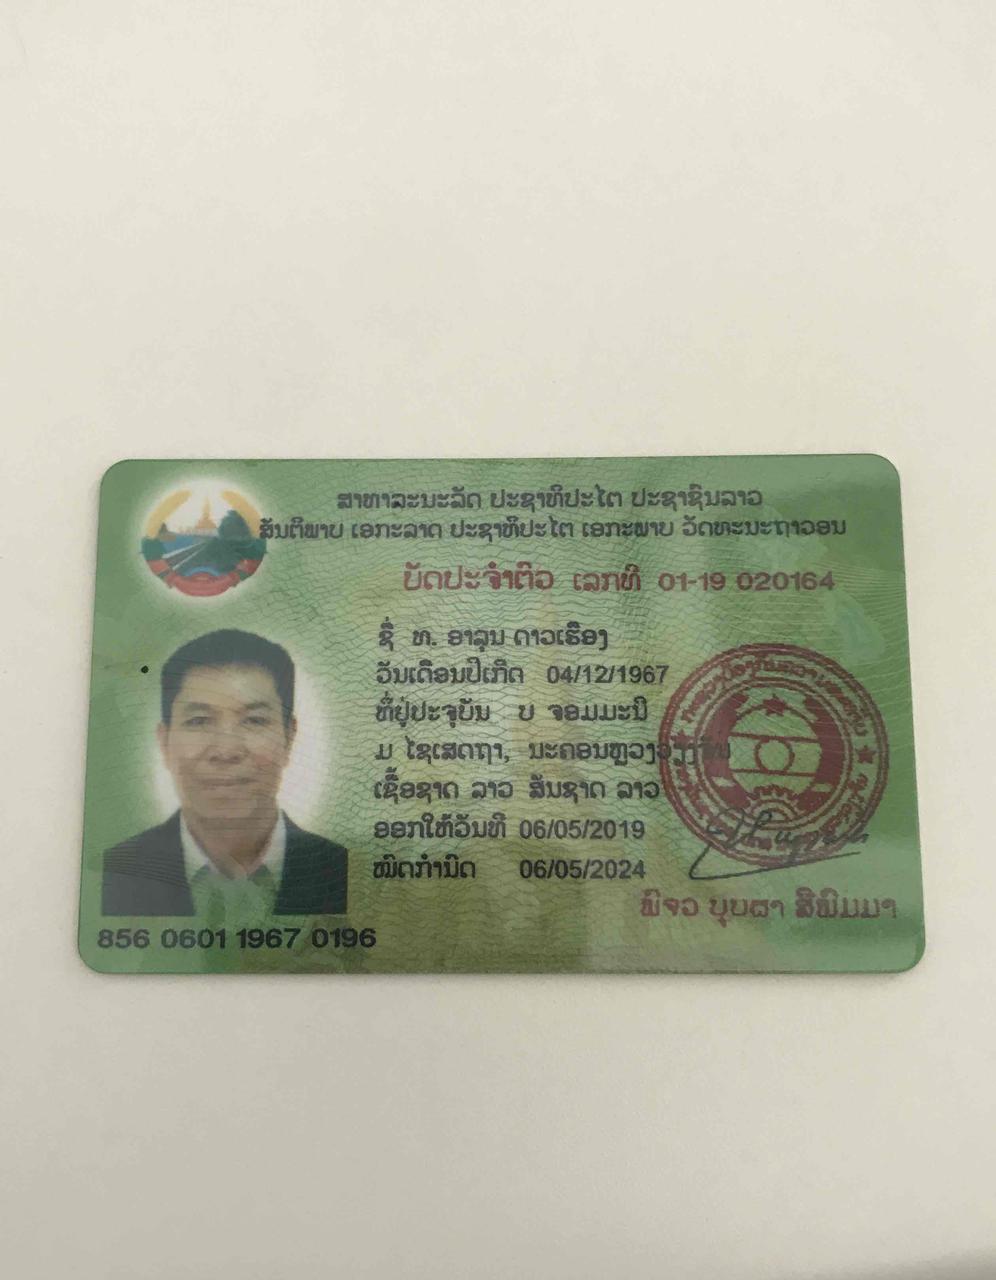 ສາທາລະນະລັດ ປະຊາທິປະໄຕ ປະຊາຊົນລາວ
ສັນຕິພາບ ເອກະລາດ ປະຊາທິປະໄຕ ເອກະພາບ ວັດທະນະຖາວອນ
ບັດປະຈຳຕົວ ເລກທີ 01-19 020164
ຊື່ ທ. ອາລຸນ ດາວເຮືອງ
ວັນເດືອນປີເກີດ 04/12/1967
ທີ່ຢູ່ປະຈຸບັນ ບ ຈອມມະນີ
ມ ໄຊເສດຖາ, ນະຄອນຫຼວງວຽງຈັນ
ເຊື້ອຊາດ ລາວ ສັນຊາດ ລາວ
ອອກໃຫ້ວັນທີ 06/05/2019
ໝົດກຳນົດ 06/05/2024
ພົຈວ ບຸບຜາ ສີພິມມາ
856 0601 1967 0196